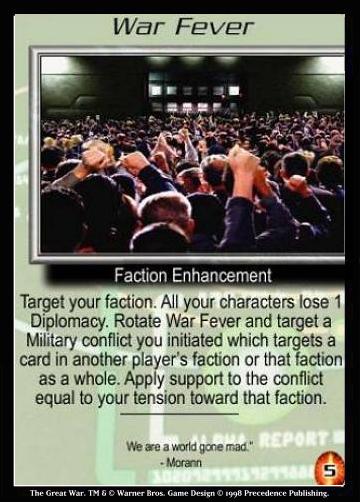 War Fever
Faction Enhancement
Target your faction. All your characters lose 1
Diplomacy. Rotate War Fever and target a
Military conflict you initiated which targets a
card in another player's faction or that faction
as a whole. Apply support to the conflict
equal to your tension toward that faction.
We are a world gone mad."
- Morann
5
The Great War. TM & © Warner Bros. Game Design © 1998 Precedence Publishing.